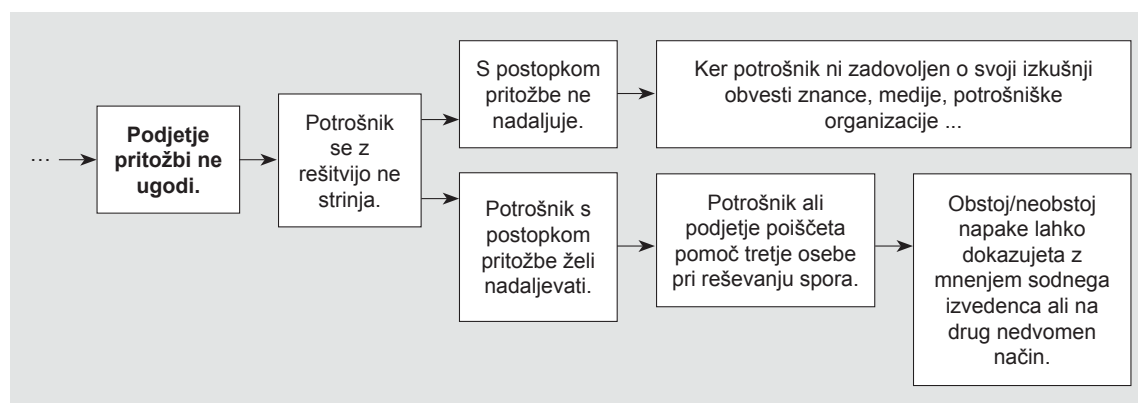 ...
Podjetje
pritožbi ne
ugodi.
Potrošnik
se z
rešitvijo ne
strinja.
S postopkom
pritožbe ne
nadaljuje.
Ker potrošnik ni zadovoljen o svoji izkušnji
obvesti znance, medije, potrošniške
organizacije ...
Potrošnik s
postopkom
pritožbe želi
nadaljevati.
Potrošnik ali
podjetje poiščeta
pomoč tretje osebe
pri reševanju spora.
Obstoj/neobstoj
napake lahko
dokazujeta z
mnenjem sodnega
izvedenca ali na
drug nedvomen
način.